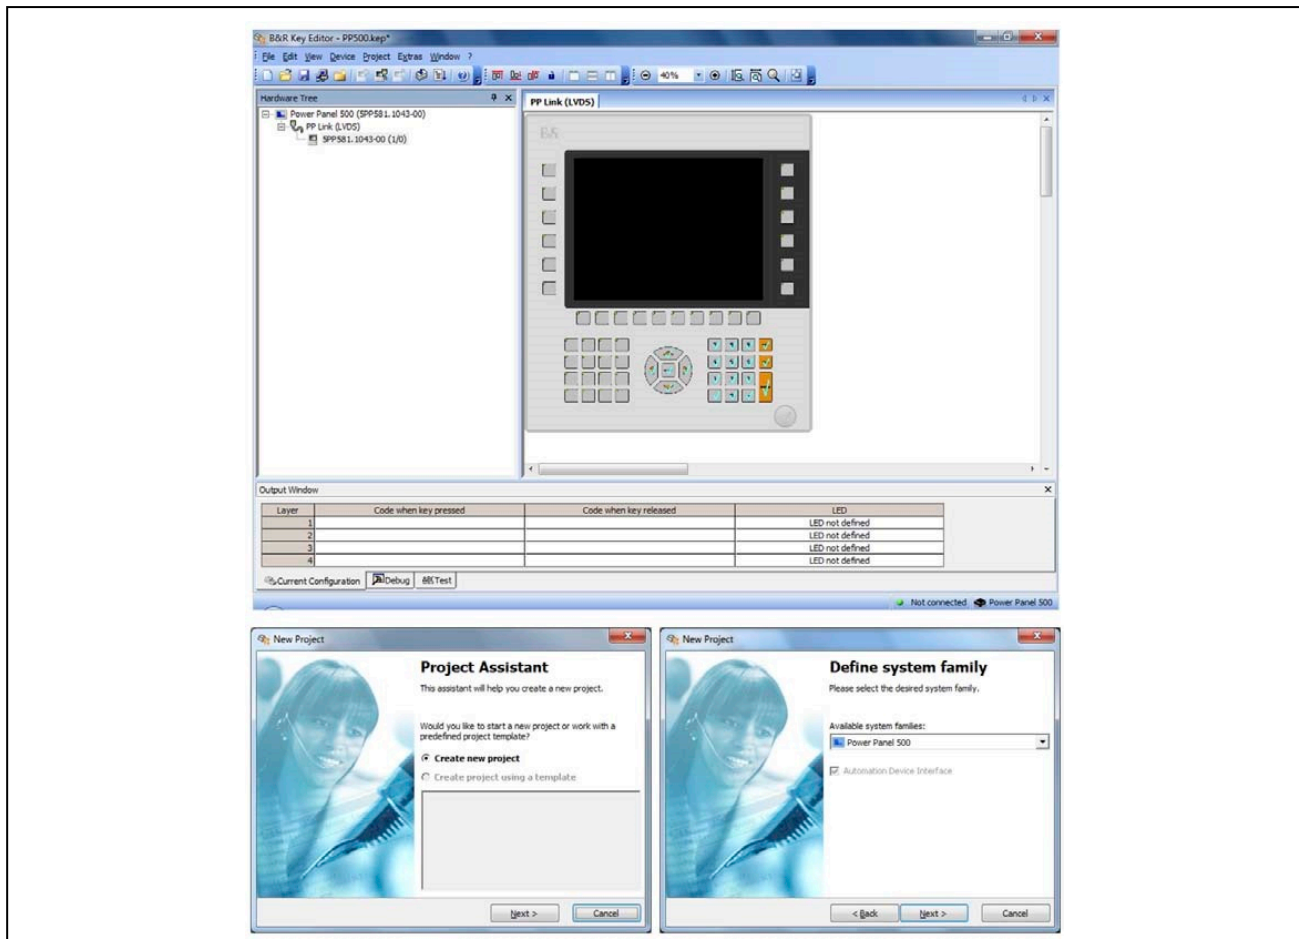 B&R Key Editor - PP500.kep*
File Edit View Device Project Extras Window ?
40%
Hardware Tree
Power Panel 500 (5PP581.1043-00)
PP Link (LVDS)
5PP581.1043-00 (1/0)
PP Link (LVDS)
B&R
Output Window
Layer Code when key pressed Code when key released LED
1 LED not defined
2 LED not defined
3 LED not defined
4 LED not defined
Current Configuration Debug Test
Not connected Power Panel 500
New Project
Project Assistant
This assistant will help you create a new project.
Would you like to start a new project or work with a
predefined project template?
Create new project
Create project using a template
Next > Cancel
New Project
Define system family
Please select the desired system family.
Available system families:
Power Panel 500
Automation Device Interface
< Back Next > Cancel